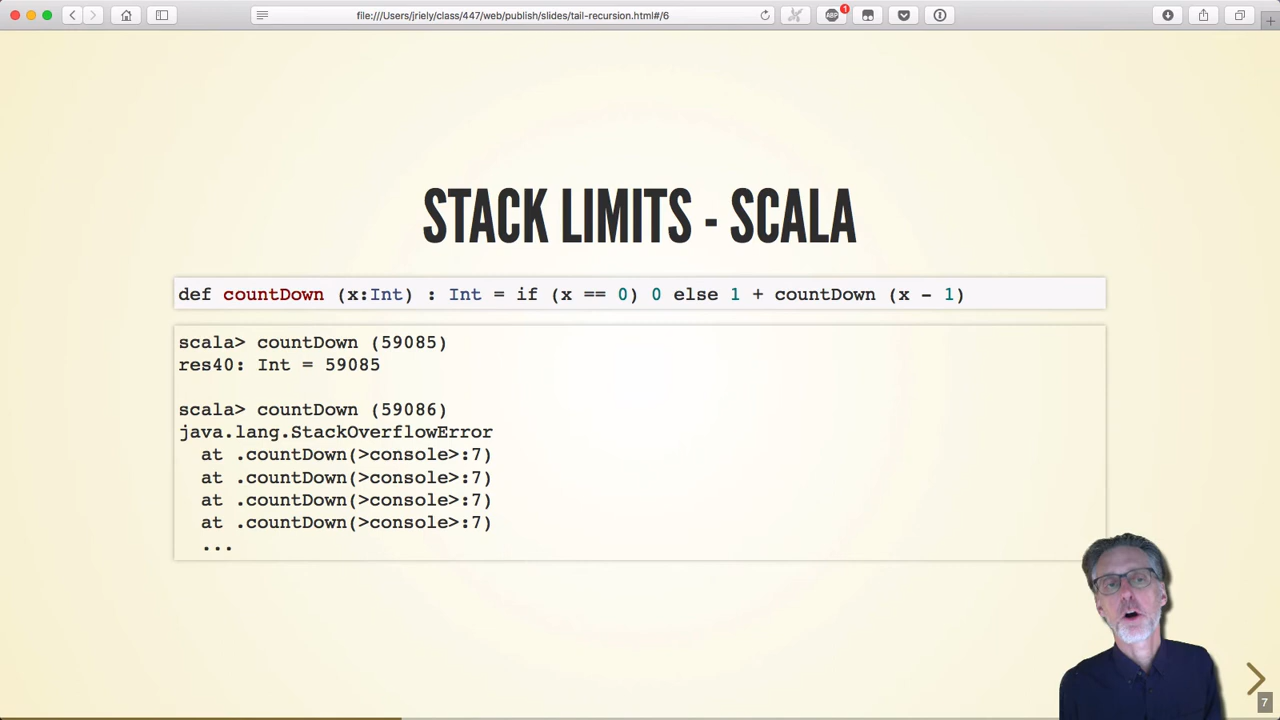 file:///Users/jriely/class/447/web/publish/slides/tail-recursion.html#/6
ABP
1
STACK LIMITS - SCALA
def countDown (x:Int) : Int = if (x == 0) 0 else 1 + countDown (x - 1)
scala> countDown (59085)
res40: Int = 59085
scala> countDown (59086)
java.lang.StackOverflowError
at .countDown(>console>:7)
at .countDown(>console>:7)
at .countDown(>console>:7)
at .countDown(>console>:7)
...
7